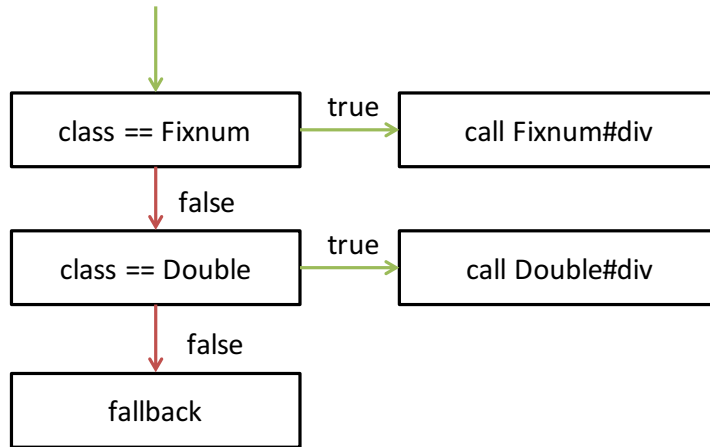 class == Fixnum
true
call Fixnum#div
false
class == Double
true
call Double#div
false
fallback